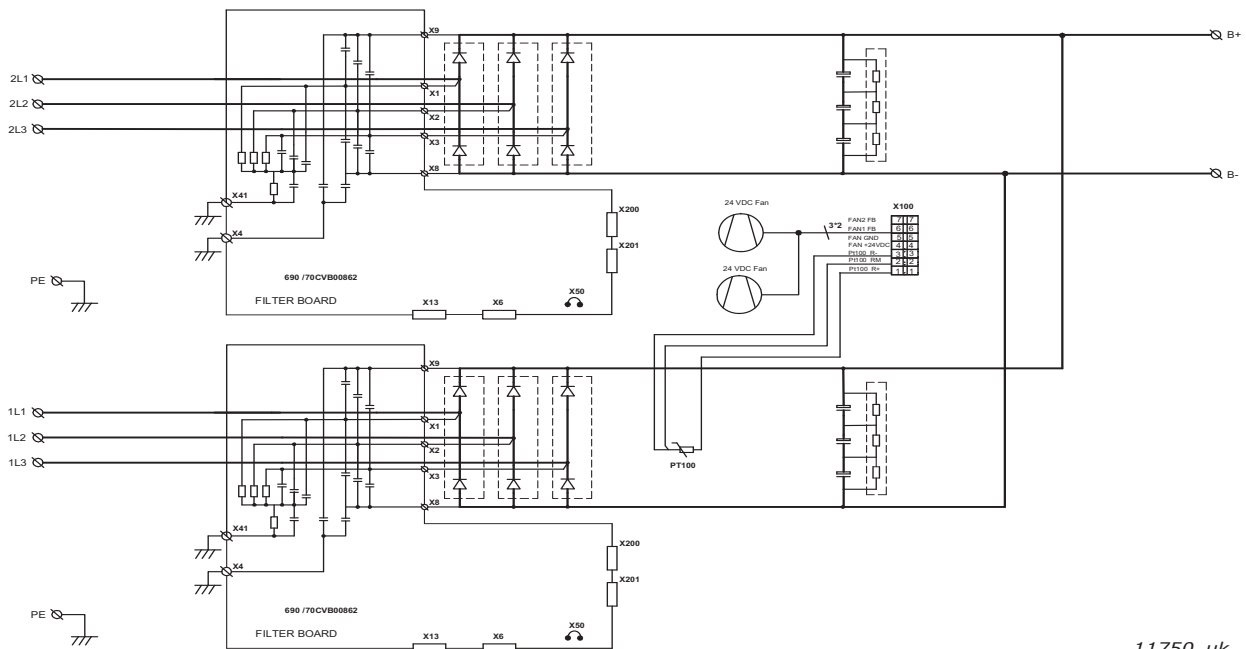 X9
B+
2L1
X1
2L2
X2
2L3
X3
X8
B-
X41
X4
X200
X201
24 VDC Fan
3*2
X100
FAN2 FB 7 7
FAN1 FB 6 6
FAN GND 5 5
FAN +24VDC 4 4
Pt100 R- 3 3
Pt100 RM 2 2
Pt100 R+ 1 1
24 VDC Fan
PE
690 /70CVB00862
FILTER BOARD
X13
X6
X50
X9
1L1
X1
1L2
X2
1L3
X3
X8
PT100
X41
X4
X200
X201
PE
690 /70CVB00862
FILTER BOARD
X13
X6
X50
11750_uk